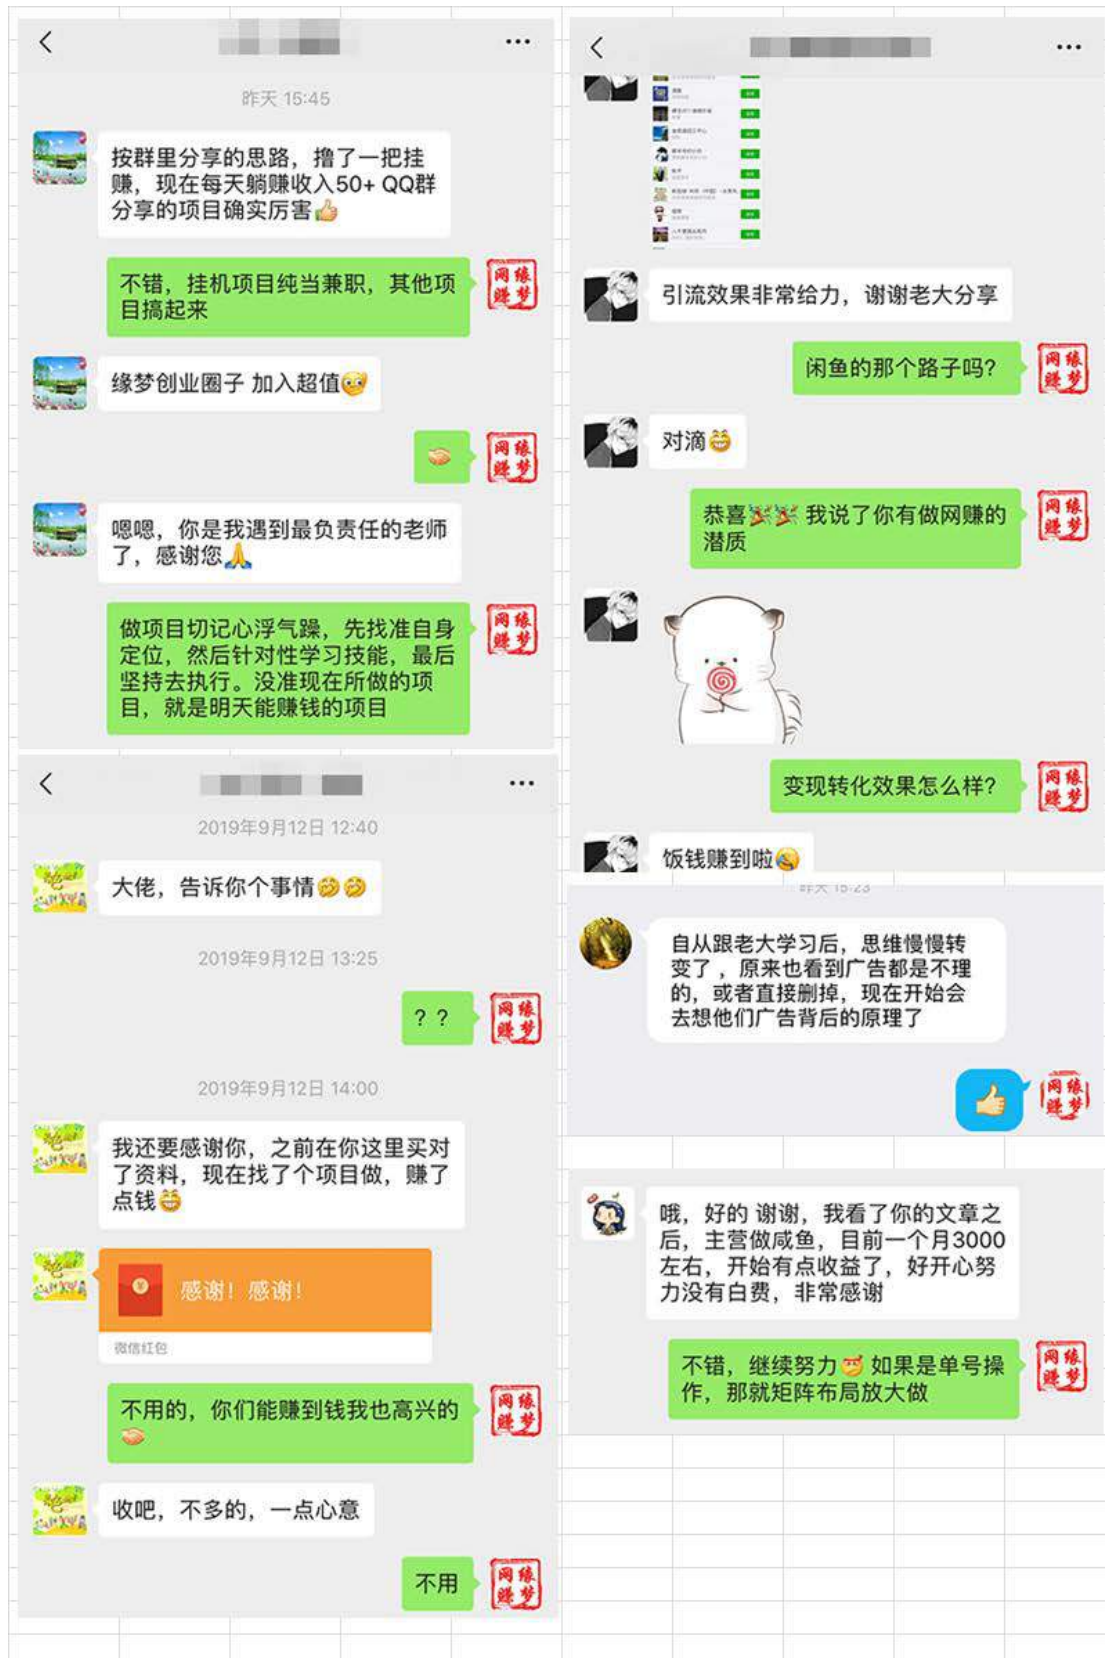 昨天 15:45
按群里分享的思路，撸了一把挂
赚，现在每天躺赚收入50+ QQ群
分享的项目确实厉害
不错，挂机项目纯当兼职，其他项
目搞起来
缘梦创业圈子 加入超值
嗯嗯，你是我遇到最负责任的老师
了，感谢您
做项目切记心浮气躁，先找准自身
定位，然后针对性学习技能，最后
坚持去执行。没准现在所做的项
目，就是明天能赚钱的项目
2019年9月12日 12:40
大佬，告诉你个事情
2019年9月12日 13:25
？？
2019年9月12日 14:00
我还要感谢你，之前在你这里买对
了资料，现在找了个项目做，赚了
点钱
感谢！感谢！
微信红包
不用的，你们能赚到钱我也高兴的
收吧，不多的，一点心意
不用
引流效果非常给力，谢谢老大分享
闲鱼的那个路子吗？
对滴
恭喜 我说了你有做网赚的
潜质
变现转化效果怎么样？
饭钱赚到啦
昨天 15:23
自从跟老大学习后，思维慢慢转
变了，原来也看到广告都是不理
的，或者直接删掉，现在开始会
去想他们广告背后的原理了
哦，好的 谢谢，我看了你的文章之
后，主营做咸鱼，目前一个月3000
左右，开始有点收益了，好开心努
力没有白费，非常感谢
不错，继续努力 如果是单号操
作，那就矩阵布局放大做
网缘
赚梦